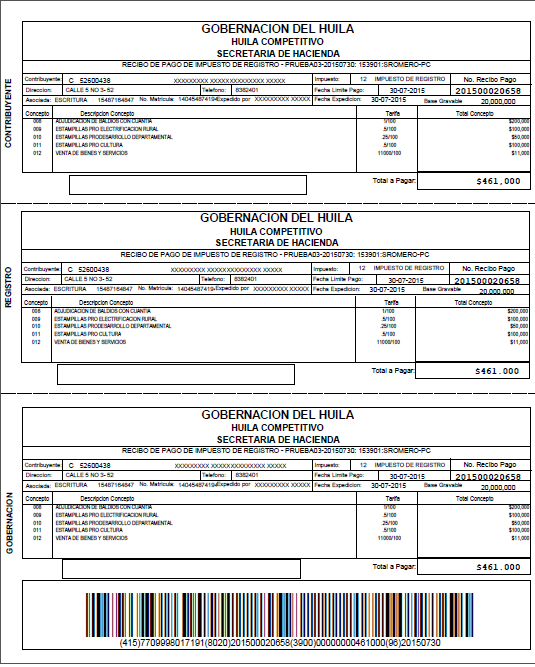 GOBERNACION DEL HUILA
HUILA COMPETITIVO
SECRETARIA DE HACIENDA
RECIBO DE PAGO DE IMPUESTO DE REGISTRO - PRUEBA03-20150730: 153901:SROMERO-PC
CONTRIBUYENTE
Contribuyente: C 52600438 XXXXXXXXX XXXXXXXXXXXXXX XXXXX Impuesto: 12 IMPUESTO DE REGISTRO No. Recibo Pago
Direccion: CALLE 5 NO 3-52 Telefono: 8382401 Fecha Limite Pago: 30-07-2015 201500020658
Asociada: ESCRITURA 15487164847 No. Matricula: 14045487419 Expedido por XXXXXXXXX XXXXX Fecha Expedicion: 30-07-2015 Base Gravable 20,000,000
Concepto Descripcion Concepto Tarifa Total Concepto
008 ADJUDICACION DE BALDIOS CON CUANTIA 1/100 $200,000
009 ESTAMPILLAS PRO ELECTRIFICACION RURAL .5/100 $100,000
010 ESTAMPILLAS PRODESARROLLO DEPARTAMENTAL .25/100 $50,000
011 ESTAMPILLAS PRO CULTURA .5/100 $100,000
012 VENTA DE BIENES Y SERVICIOS 11000/100 $11,000
Total a Pagar: $461,000
GOBERNACION DEL HUILA
HUILA COMPETITIVO
SECRETARIA DE HACIENDA
RECIBO DE PAGO DE IMPUESTO DE REGISTRO - PRUEBA03-20150730: 153901:SROMERO-PC
REGISTRO
Contribuyente: C 52600438 XXXXXXXXX XXXXXXXXXXXXXX XXXXX Impuesto: 12 IMPUESTO DE REGISTRO No. Recibo Pago
Direccion: CALLE 5 NO 3-52 Telefono: 8382401 Fecha Limite Pago: 30-07-2015 201500020658
Asociada: ESCRITURA 15487164847 No. Matricula: 14045487419 Expedido por XXXXXXXXX XXXXX Fecha Expedicion: 30-07-2015 Base Gravable 20,000,000
Concepto Descripcion Concepto Tarifa Total Concepto
008 ADJUDICACION DE BALDIOS CON CUANTIA 1/100 $200,000
009 ESTAMPILLAS PRO ELECTRIFICACION RURAL .5/100 $100,000
010 ESTAMPILLAS PRODESARROLLO DEPARTAMENTAL .25/100 $50,000
011 ESTAMPILLAS PRO CULTURA .5/100 $100,000
012 VENTA DE BIENES Y SERVICIOS 11000/100 $11,000
Total a Pagar: $461.000
GOBERNACION DEL HUILA
HUILA COMPETITIVO
SECRETARIA DE HACIENDA
RECIBO DE PAGO DE IMPUESTO DE REGISTRO - PRUEBA03-20150730: 153901:SROMERO-PC
GOBERNACION
Contribuyente: C 52600438 XXXXXXXXX XXXXXXXXXXXXXX XXXXX Impuesto: 12 IMPUESTO DE REGISTRO No. Recibo Pago
Direccion: CALLE 5 NO 3-52 Telefono: 8382401 Fecha Limite Pago: 30-07-2015 201500020658
Asociada: ESCRITURA 15487164847 No. Matricula: 14045487419 Expedido por XXXXXXXXX XXXXX Fecha Expedicion: 30-07-2015 Base Gravable 20,000,000
Concepto Descripcion Concepto Tarifa Total Concepto
008 ADJUDICACION DE BALDIOS CON CUANTIA 1/100 $200,000
009 ESTAMPILLAS PRO ELECTRIFICACION RURAL .5/100 $100,000
010 ESTAMPILLAS PRODESARROLLO DEPARTAMENTAL .25/100 $50,000
011 ESTAMPILLAS PRO CULTURA .5/100 $100,000
012 VENTA DE BIENES Y SERVICIOS 11000/100 $11,000
Total a Pagar: $461.000
(415)7709998017191(8020)201500020658(3900)00000000461000(96)20150730